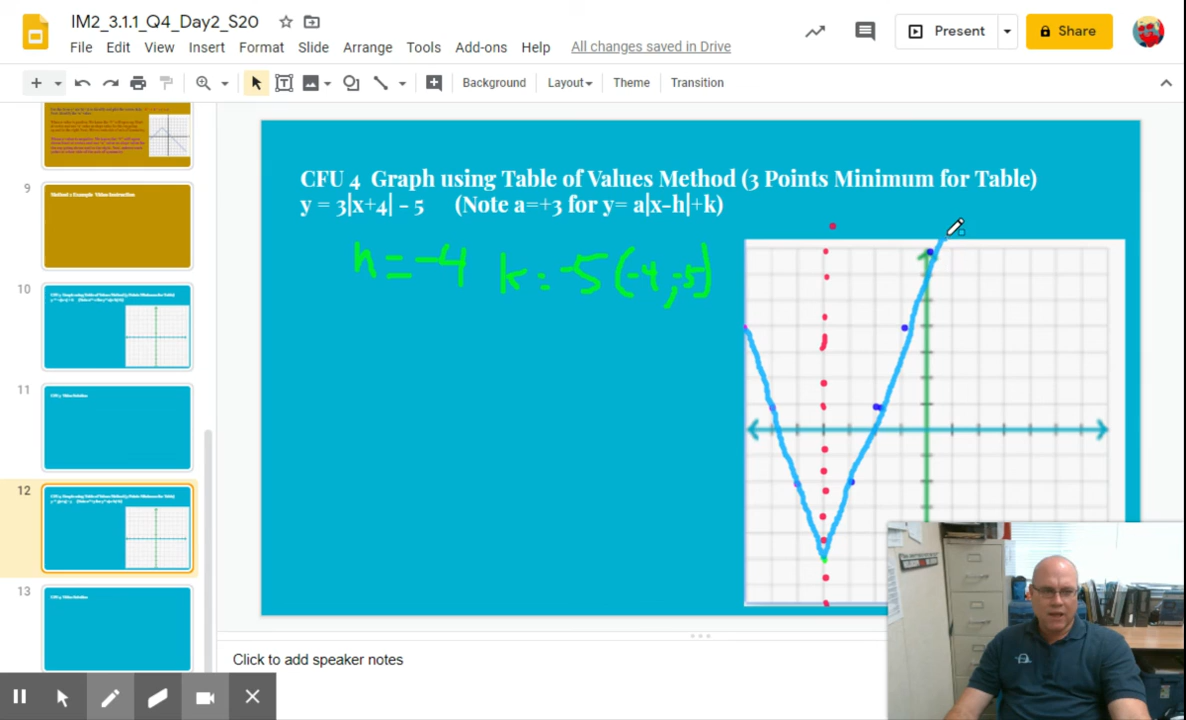 IM2_3.1.1_Q4_Day2_S20
File Edit View Insert Format Slide Arrange Tools Add-ons Help All changes saved in Drive
Present
Share
Background Layout Theme Transition
9
10
11
12
13
CFU 4 Graph using Table of Values Method (3 Points Minimum for Table)
y = 3|x+4| - 5 (Note a=+3 for y= a|x-h|+k)
h = -4 k = -5 (-4,-5)
Click to add speaker notes